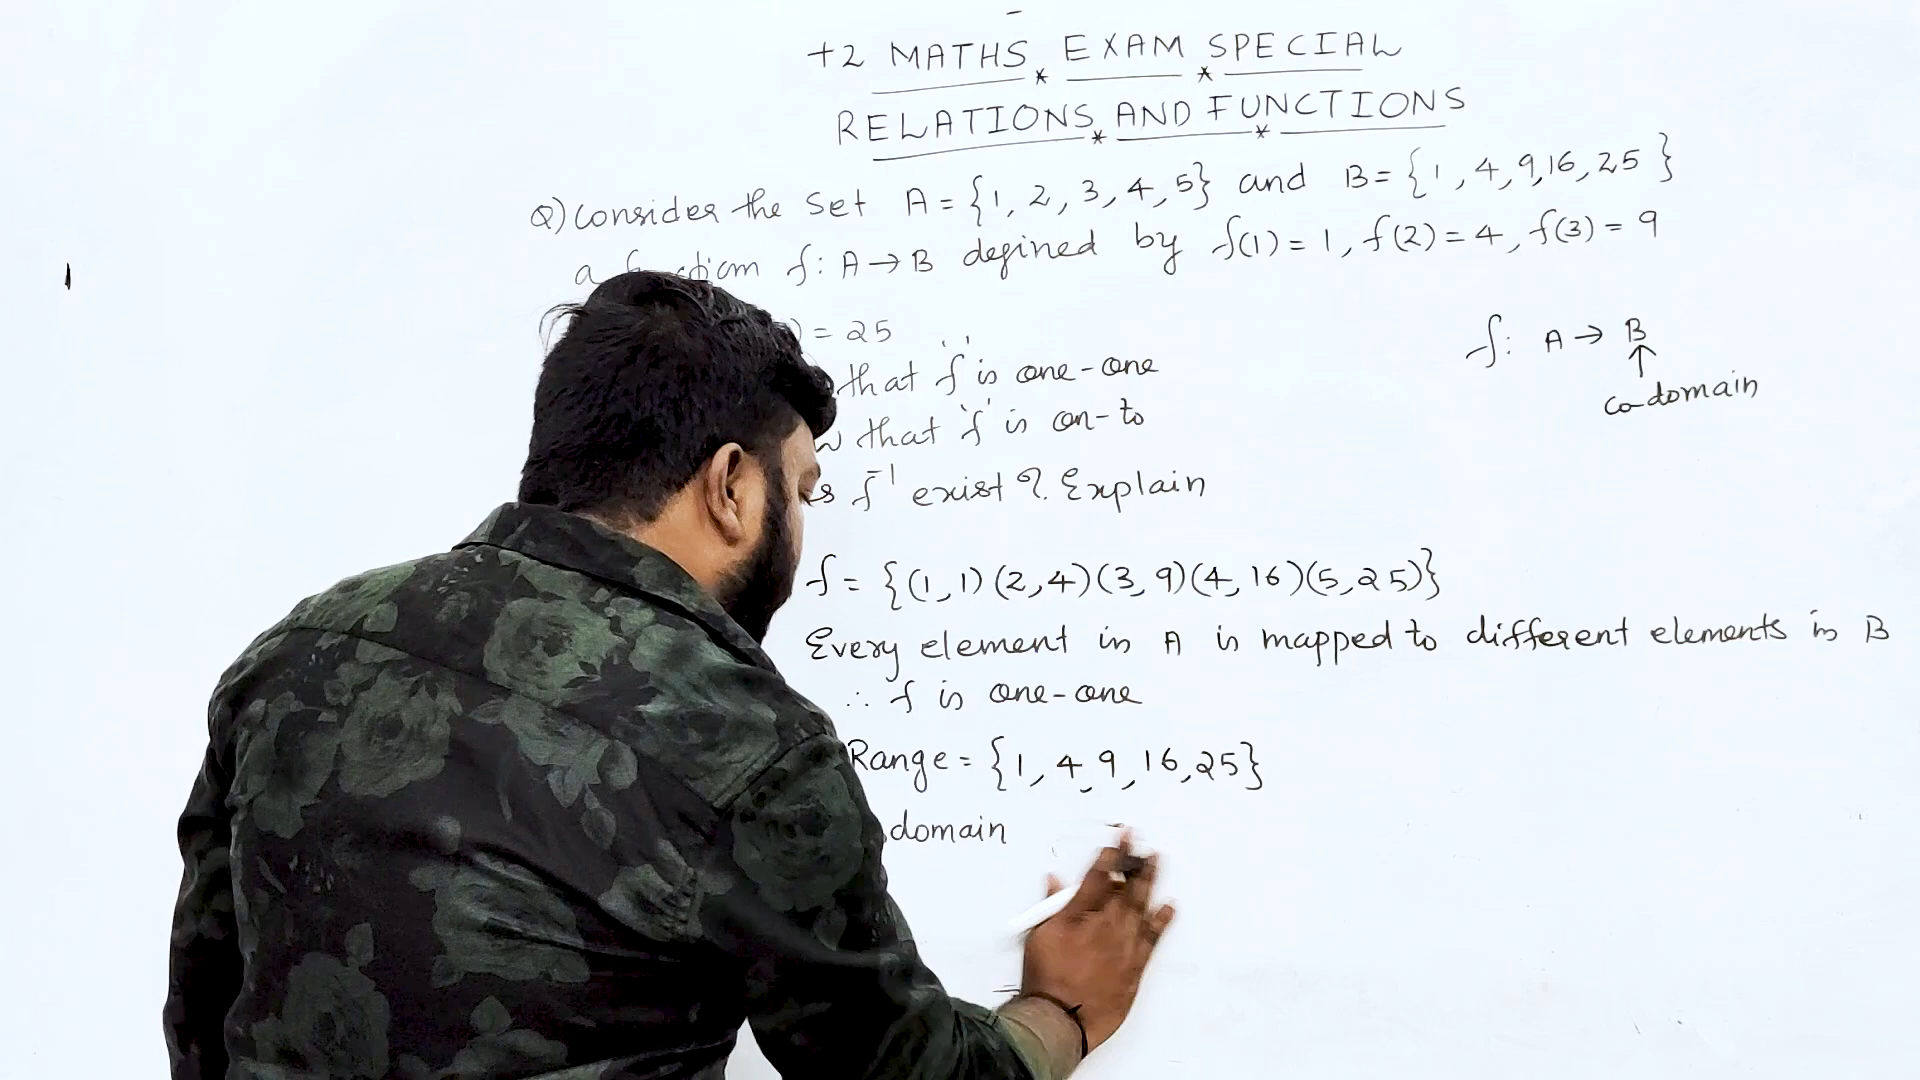 +2 MATHS EXAM SPECIAL
RELATIONS AND FUNCTIONS
Q) Consider the Set A = {1, 2, 3, 4, 5} and B = {1, 4, 9, 16, 25}
a f: A → B defined by f(1) = 1, f(2) = 4, f(3) = 9
) = 25
that 'f' is one-one
that 'f' is on-to
f⁻¹ exist ? Explain
f: A → B
↑
co-domain
f = {(1, 1) (2, 4) (3, 9) (4, 16) (5, 25)}
Every element in A is mapped to different elements in B
∴ f is one-one
Range = {1, 4, 9, 16, 25}
domain